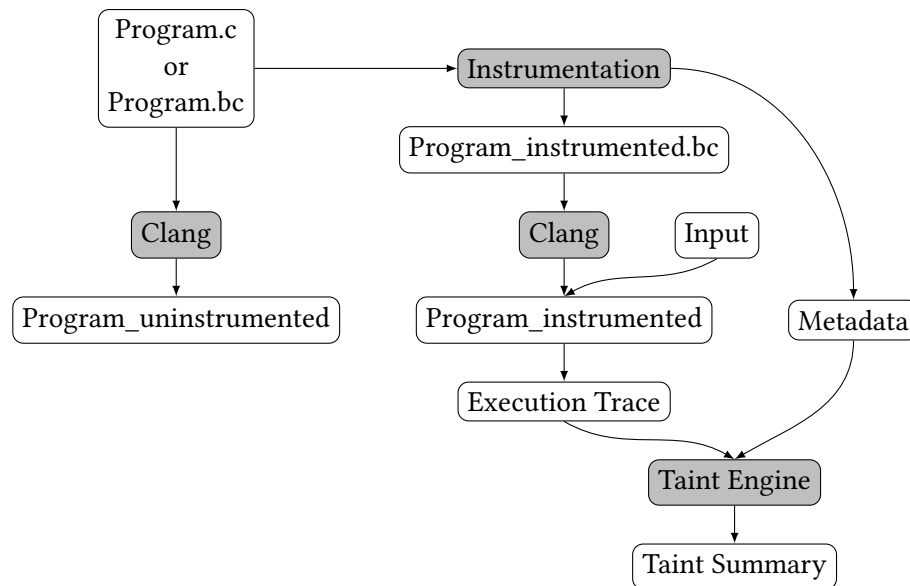 Program.c
or
Program.bc
Instrumentation
Program_instrumented.bc
Clang
Clang
Input
Program_uninstrumented
Program_instrumented
Metadata
Execution Trace
Taint Engine
Taint Summary